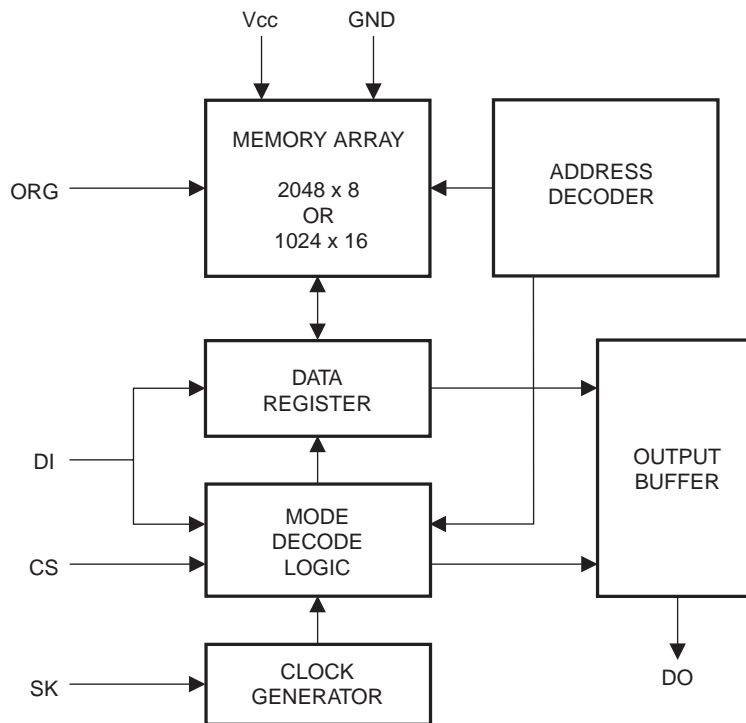 Vcc
GND
MEMORY ARRAY
2048 x 8
OR
1024 x 16
ADDRESS
DECODER
ORG
DATA
REGISTER
DI
OUTPUT
BUFFER
MODE
DECODE
LOGIC
CS
CLOCK
GENERATOR
SK
DO